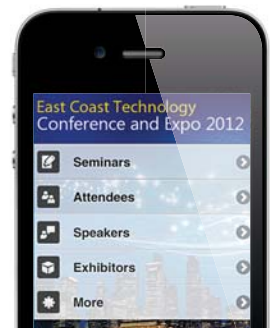 East Coast Technology
Conference and Expo 2012
Seminars
Attendees
Speakers
Exhibitors
More